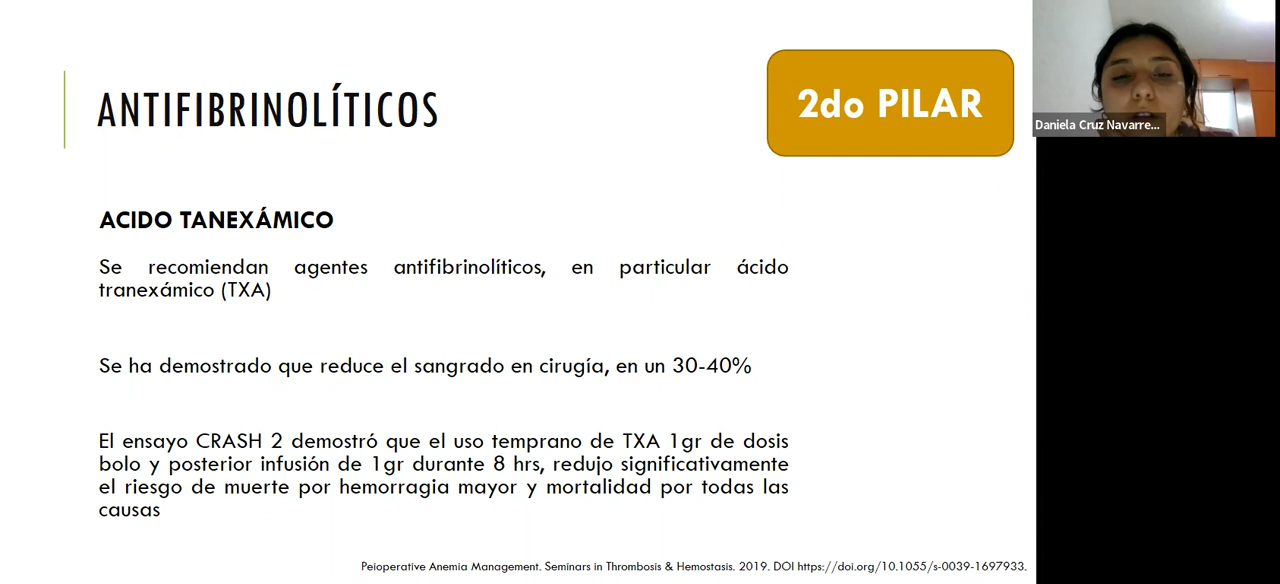 ANTIFIBRINOLÍTICOS
2do PILAR
Daniela Cruz Navarre...
ACIDO TANEXÁMICO
Se recomiendan agentes antifibrinolíticos, en particular ácido
tranexámico (TXA)
Se ha demostrado que reduce el sangrado en cirugía, en un 30-40%
El ensayo CRASH 2 demostró que el uso temprano de TXA 1gr de dosis
bolo y posterior infusión de 1gr durante 8 hrs, redujo significativamente
el riesgo de muerte por hemorragia mayor y mortalidad por todas las
causas
Peioperative Anemia Management. Seminars in Thrombosis & Hemostasis. 2019. DOI https://doi.org/10.1055/s-0039-1697933.